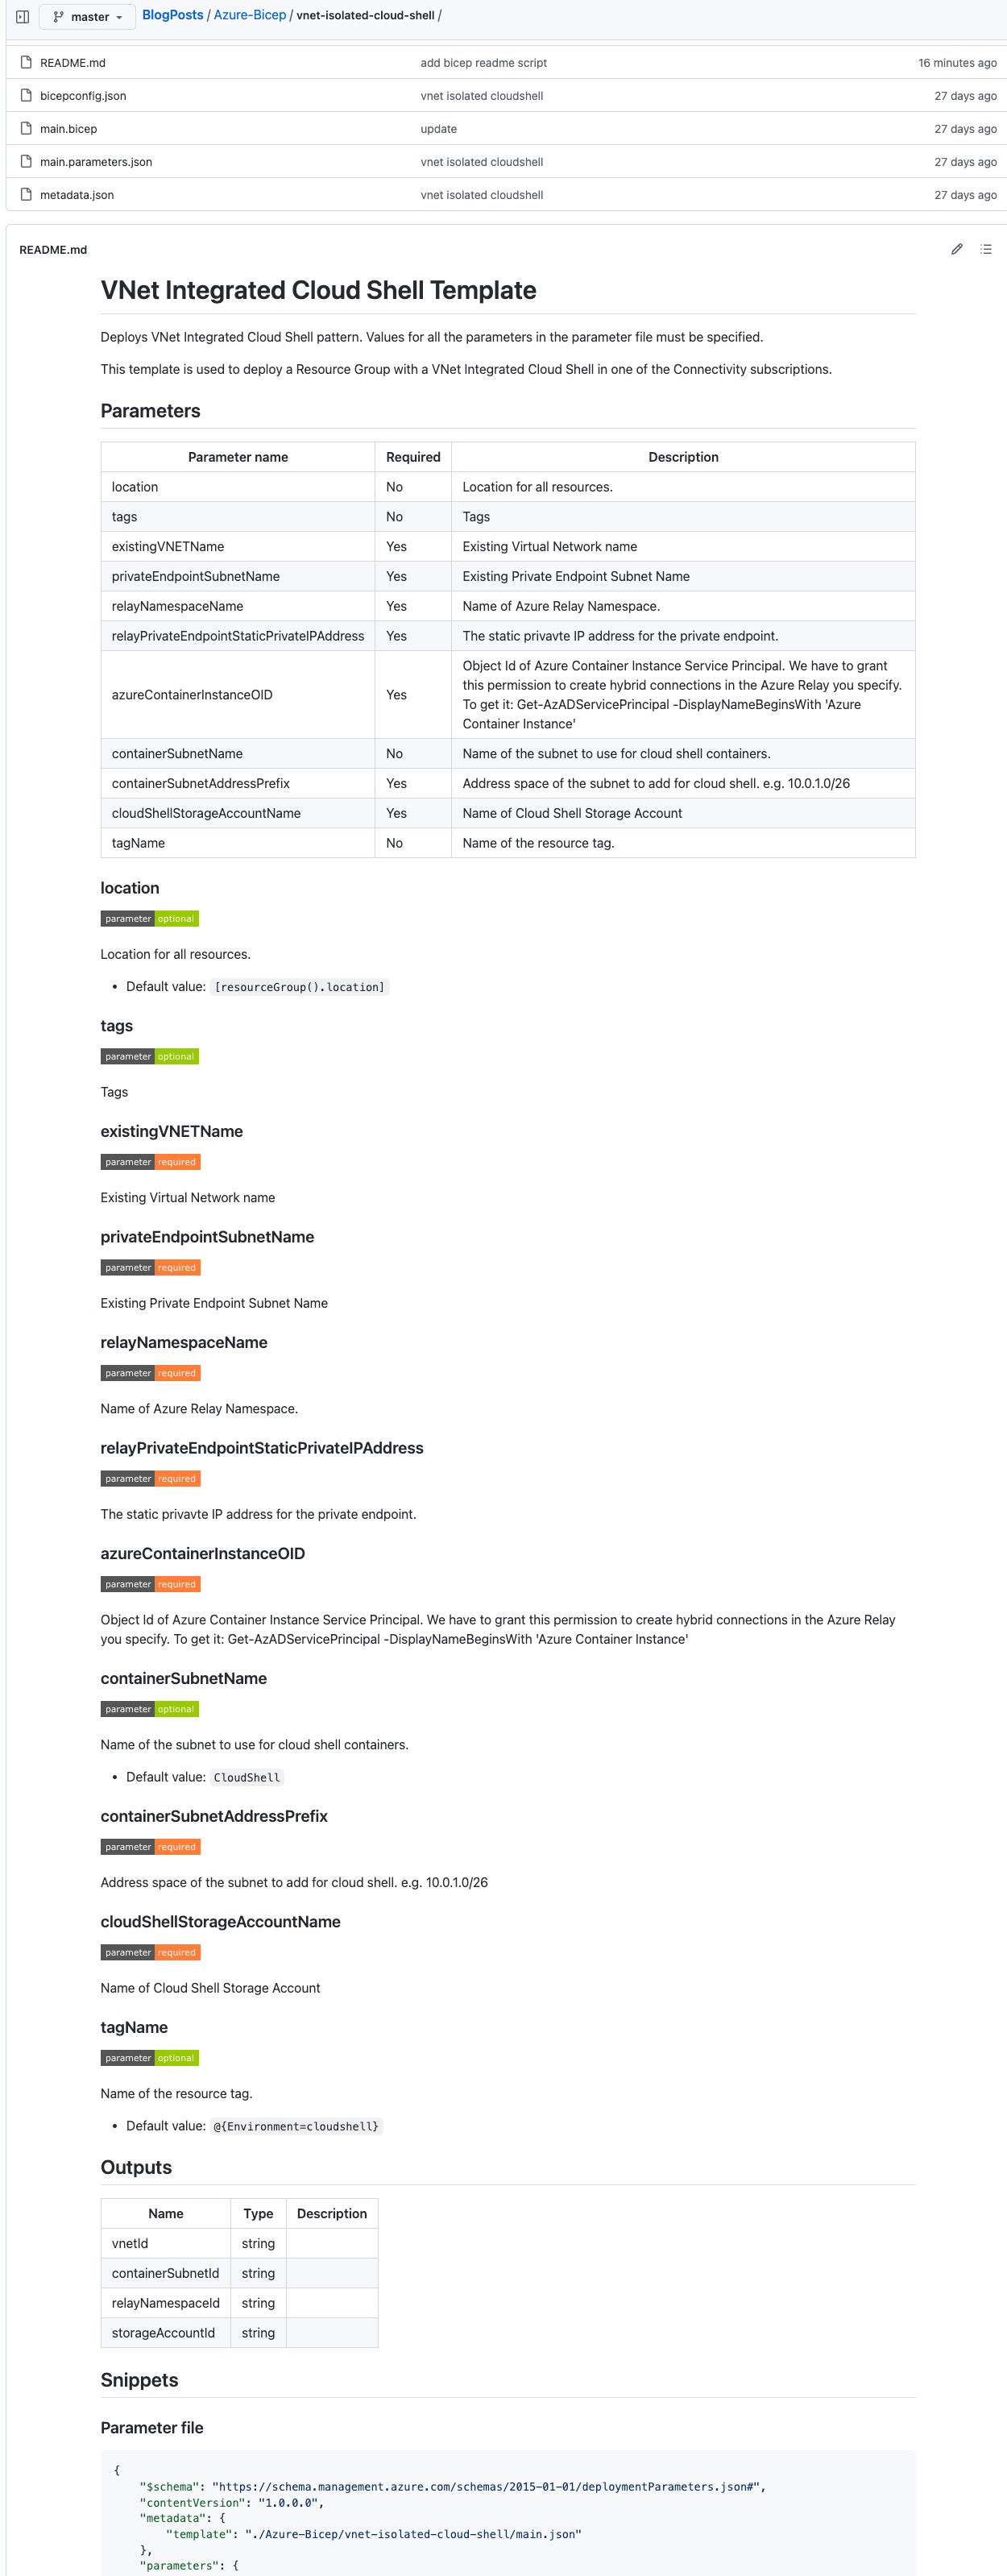 master BlogPosts / Azure-Bicep / vnet-isolated-cloud-shell /
README.md add bicep readme script 16 minutes ago
bicepconfig.json vnet isolated cloudshell 27 days ago
main.bicep update 27 days ago
main.parameters.json vnet isolated cloudshell 27 days ago
metadata.json vnet isolated cloudshell 27 days ago
README.md
VNet Integrated Cloud Shell Template
Deploys VNet Integrated Cloud Shell pattern. Values for all the parameters in the parameter file must be specified.
This template is used to deploy a Resource Group with a VNet Integrated Cloud Shell in one of the Connectivity subscriptions.
Parameters
Parameter name Required Description
location No Location for all resources.
tags No Tags
existingVNETName Yes Existing Virtual Network name
privateEndpointSubnetName Yes Existing Private Endpoint Subnet Name
relayNamespaceName Yes Name of Azure Relay Namespace.
relayPrivateEndpointStaticPrivateIPAddress Yes The static privavte IP address for the private endpoint.
azureContainerInstanceOID Yes Object Id of Azure Container Instance Service Principal. We have to grant
this permission to create hybrid connections in the Azure Relay you specify.
To get it: Get-AzADServicePrincipal -DisplayNameBeginsWith 'Azure
Container Instance'
containerSubnetName No Name of the subnet to use for cloud shell containers.
containerSubnetAddressPrefix Yes Address space of the subnet to add for cloud shell. e.g. 10.0.1.0/26
cloudShellStorageAccountName Yes Name of Cloud Shell Storage Account
tagName No Name of the resource tag.
location
parameter optional
Location for all resources.
• Default value: [resourceGroup().location]
tags
parameter optional
Tags
existingVNETName
parameter required
Existing Virtual Network name
privateEndpointSubnetName
parameter required
Existing Private Endpoint Subnet Name
relayNamespaceName
parameter required
Name of Azure Relay Namespace.
relayPrivateEndpointStaticPrivateIPAddress
parameter required
The static privavte IP address for the private endpoint.
azureContainerInstanceOID
parameter required
Object Id of Azure Container Instance Service Principal. We have to grant this permission to create hybrid connections in the Azure Relay
you specify. To get it: Get-AzADServicePrincipal -DisplayNameBeginsWith 'Azure Container Instance'
containerSubnetName
parameter optional
Name of the subnet to use for cloud shell containers.
• Default value: CloudShell
containerSubnetAddressPrefix
parameter required
Address space of the subnet to add for cloud shell. e.g. 10.0.1.0/26
cloudShellStorageAccountName
parameter required
Name of Cloud Shell Storage Account
tagName
parameter optional
Name of the resource tag.
• Default value: @{Environment=cloudshell}
Outputs
Name Type Description
vnetId string
containerSubnetId string
relayNamespaceId string
storageAccountId string
Snippets
Parameter file
{
"$schema": "https://schema.management.azure.com/schemas/2015-01-01/deploymentParameters.json#",
"contentVersion": "1.0.0.0",
"metadata": {
"template": "./Azure-Bicep/vnet-isolated-cloud-shell/main.json"
},
"parameters": {